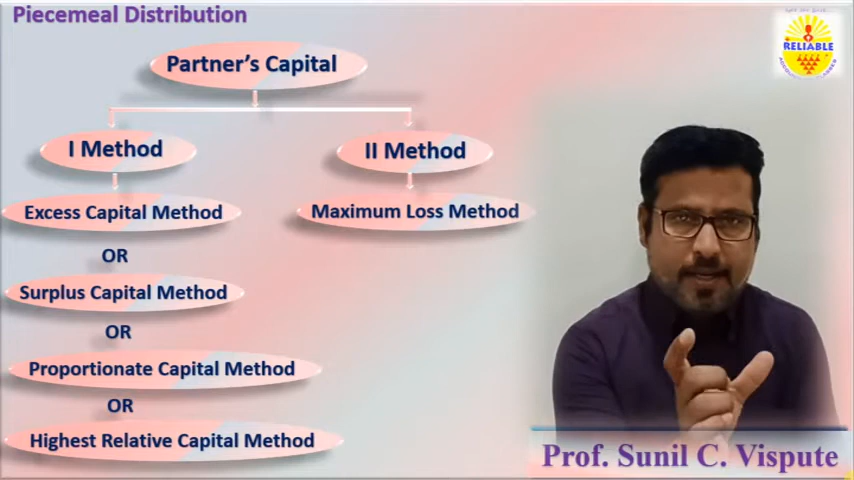 Piecemeal Distribution
Partner's Capital
I Method
II Method
Excess Capital Method
Maximum Loss Method
OR
Surplus Capital Method
OR
Proportionate Capital Method
OR
Highest Relative Capital Method
RELIABLE
Prof. Sunil C. Vispute